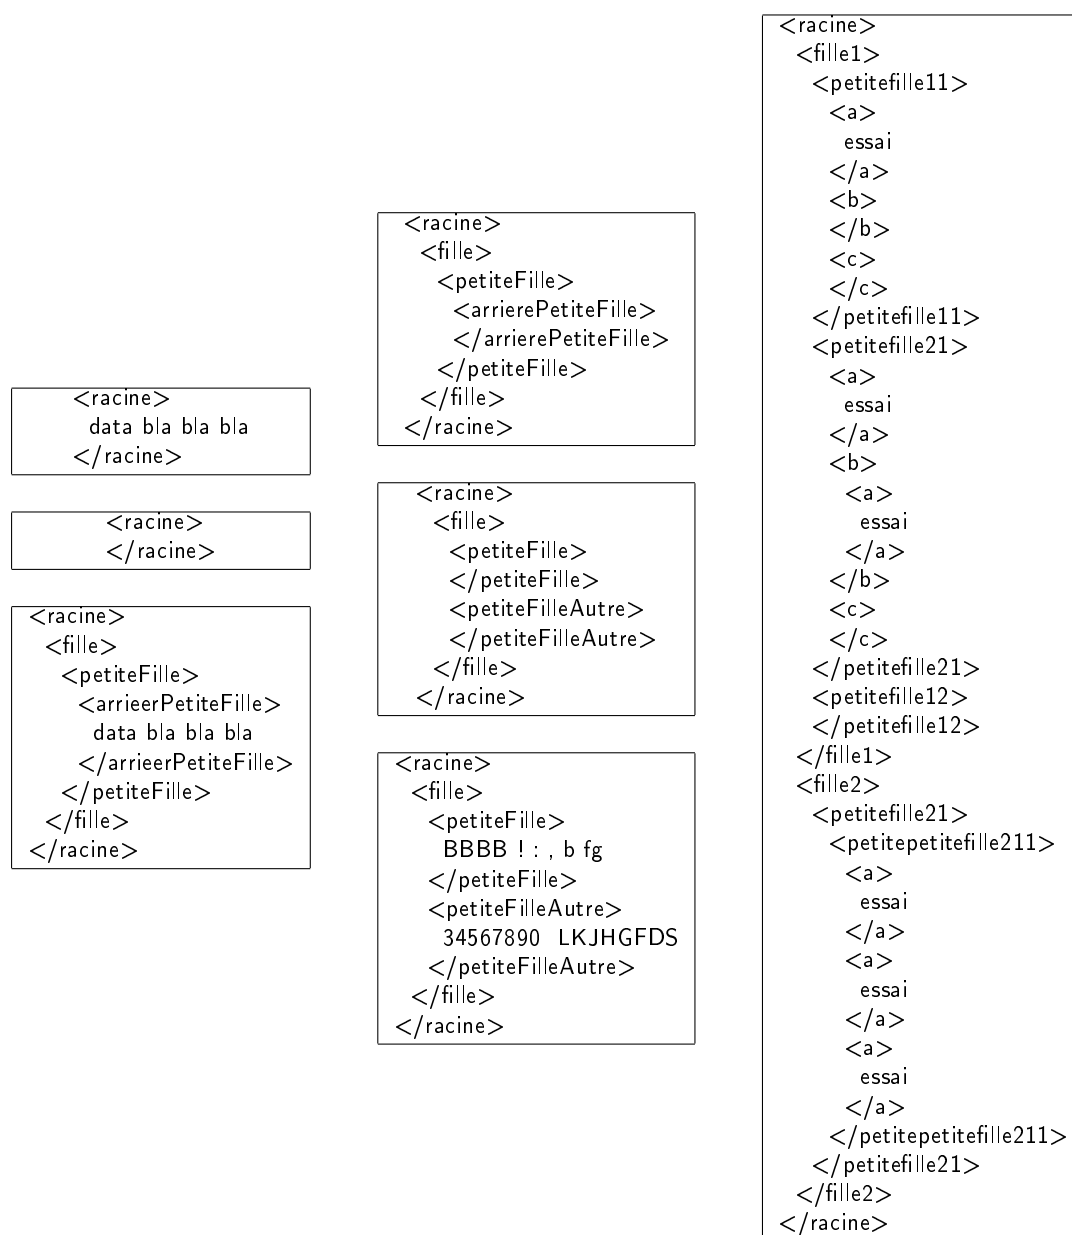 <racine>
data bla bla bla
</racine>
<racine>
</racine>
<racine>
<fille>
<petiteFille>
<arrieerPetiteFille>
data bla bla bla
</arrieerPetiteFille>
</petiteFille>
</fille>
</racine>
<racine>
<fille>
<petiteFille>
<arrierePetiteFille>
</arrierePetiteFille>
</petiteFille>
</fille>
</racine>
<racine>
<fille>
<petiteFille>
</petiteFille>
<petiteFilleAutre>
</petiteFilleAutre>
</fille>
</racine>
<racine>
<fille>
<petiteFille>
BBBB ! : , b fg
</petiteFille>
<petiteFilleAutre>
34567890 LKJHGFDS
</petiteFilleAutre>
</fille>
</racine>
<racine>
<fille1>
<petitefille11>
<a>
essai
</a>
<b>
</b>
<c>
</c>
</petitefille11>
<petitefille21>
<a>
essai
</a>
<b>
<a>
essai
</a>
</b>
<c>
</c>
</petitefille21>
<petitefille12>
</petitefille12>
</fille1>
<fille2>
<petitefille21>
<petitepetitefille211>
<a>
essai
</a>
<a>
essai
</a>
<a>
essai
</a>
</petitepetitefille211>
</petitefille21>
</fille2>
</racine>